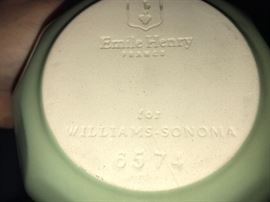 Emile Henry
FRANCE
for
WILLIAMS-SONOMA
6574